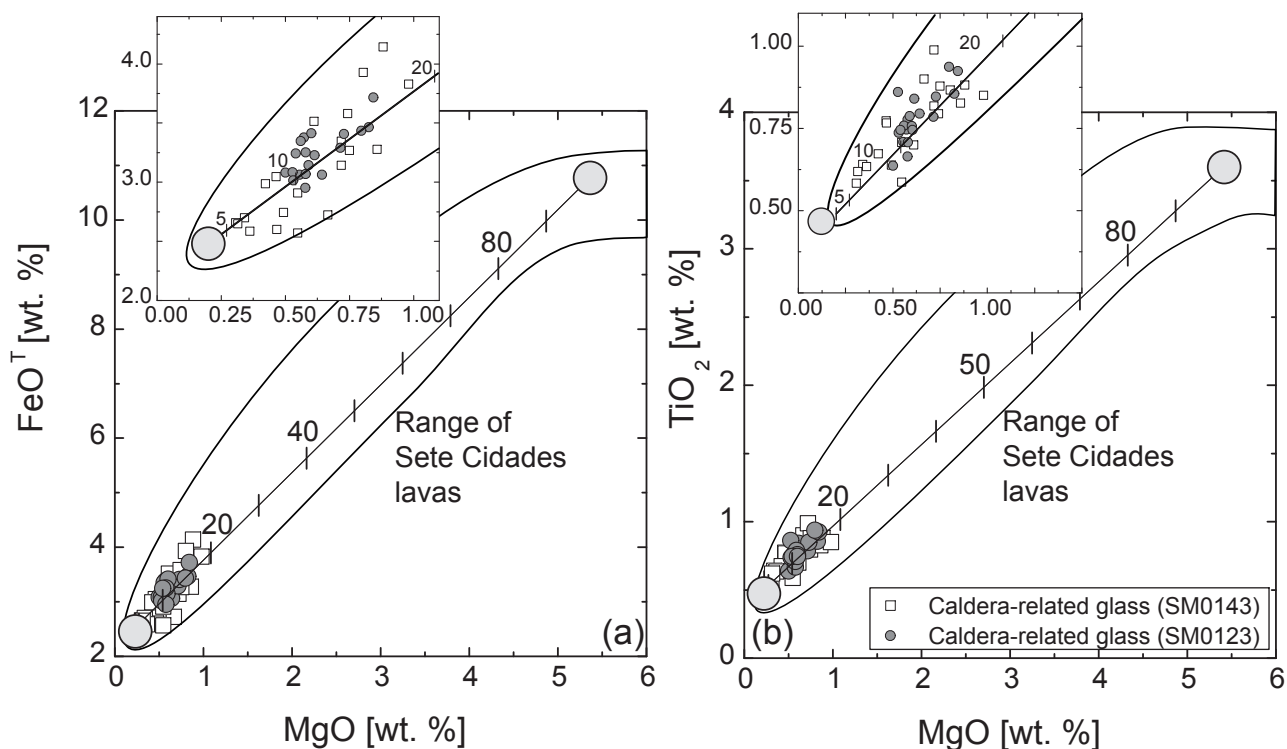 4.0
3.0
2.0
0.00 0.25 0.50 0.75 1.00
5
10
20
12
10
8
6
4
2
0 1 2 3 4 5 6
FeO^T [wt. %]
MgO [wt. %]
20
40
80
Range of
Sete Cidades
lavas
(a)
1.00
0.75
0.50
0.00 0.50 1.00
5
10
20
4
3
2
1
0
0 1 2 3 4 5 6
TiO₂ [wt. %]
MgO [wt. %]
20
50
80
Range of
Sete Cidades
lavas
(b)
Caldera-related glass (SM0143)
Caldera-related glass (SM0123)